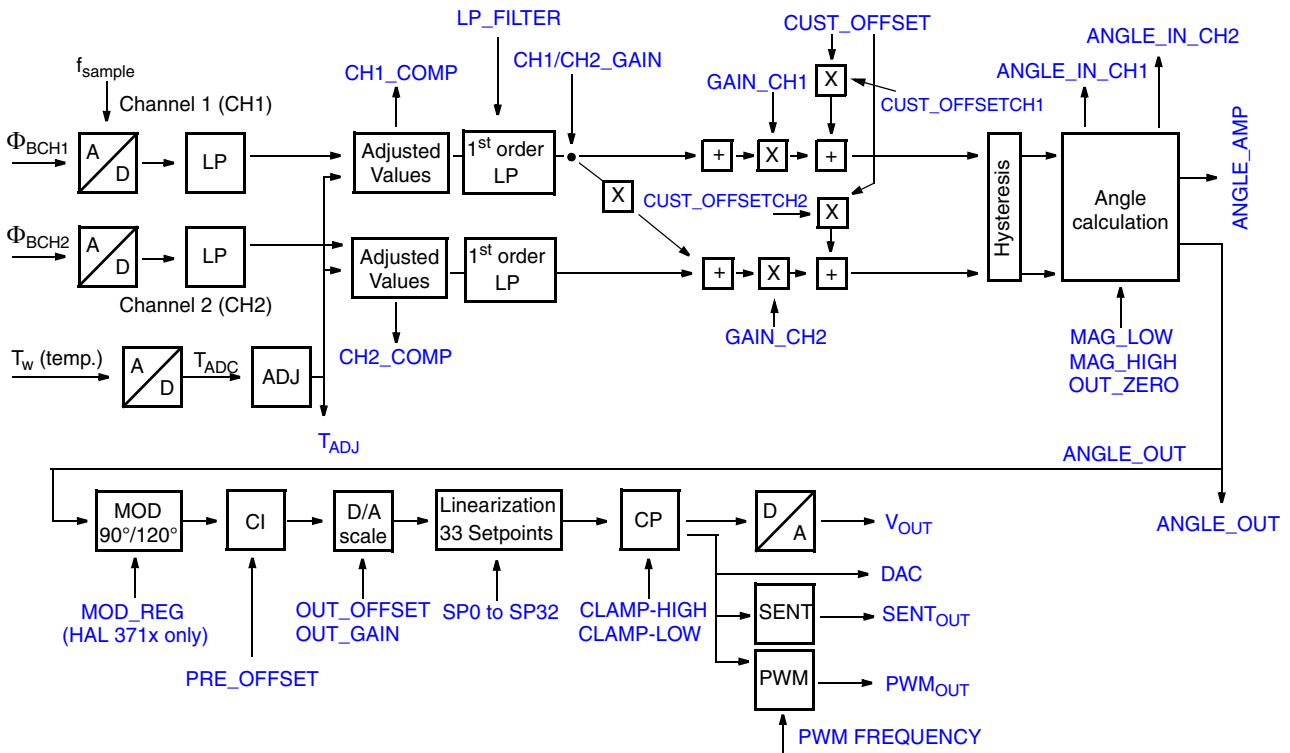 LP_FILTER
CUST_OFFSET
ANGLE_IN_CH2
f_sample
CH1_COMP
CH1/CH2_GAIN
GAIN_CH1
X
ANGLE_IN_CH1
Channel 1 (CH1)
CUST_OFFSETCH1
Φ_BCH1
A
D
LP
Adjusted
Values
1st order
LP
+
X
+
Hysteresis
Angle
calculation
ANGLE_AMP
X
CUST_OFFSETCH2
X
Φ_BCH2
A
D
LP
Adjusted
Values
1st order
LP
+
X
+
Channel 2 (CH2)
GAIN_CH2
CH2_COMP
MAG_LOW
MAG_HIGH
OUT_ZERO
T_w (temp.)
A
D
T_ADC
ADJ
T_ADJ
ANGLE_OUT
MOD
90°/120°
CI
D/A
scale
Linearization
33 Setpoints
CP
D
A
V_OUT
ANGLE_OUT
DAC
MOD_REG
(HAL 371x only)
OUT_OFFSET
OUT_GAIN
SP0 to SP32
CLAMP-HIGH
CLAMP-LOW
SENT
SENT_OUT
PRE_OFFSET
PWM
PWM_OUT
PWM FREQUENCY